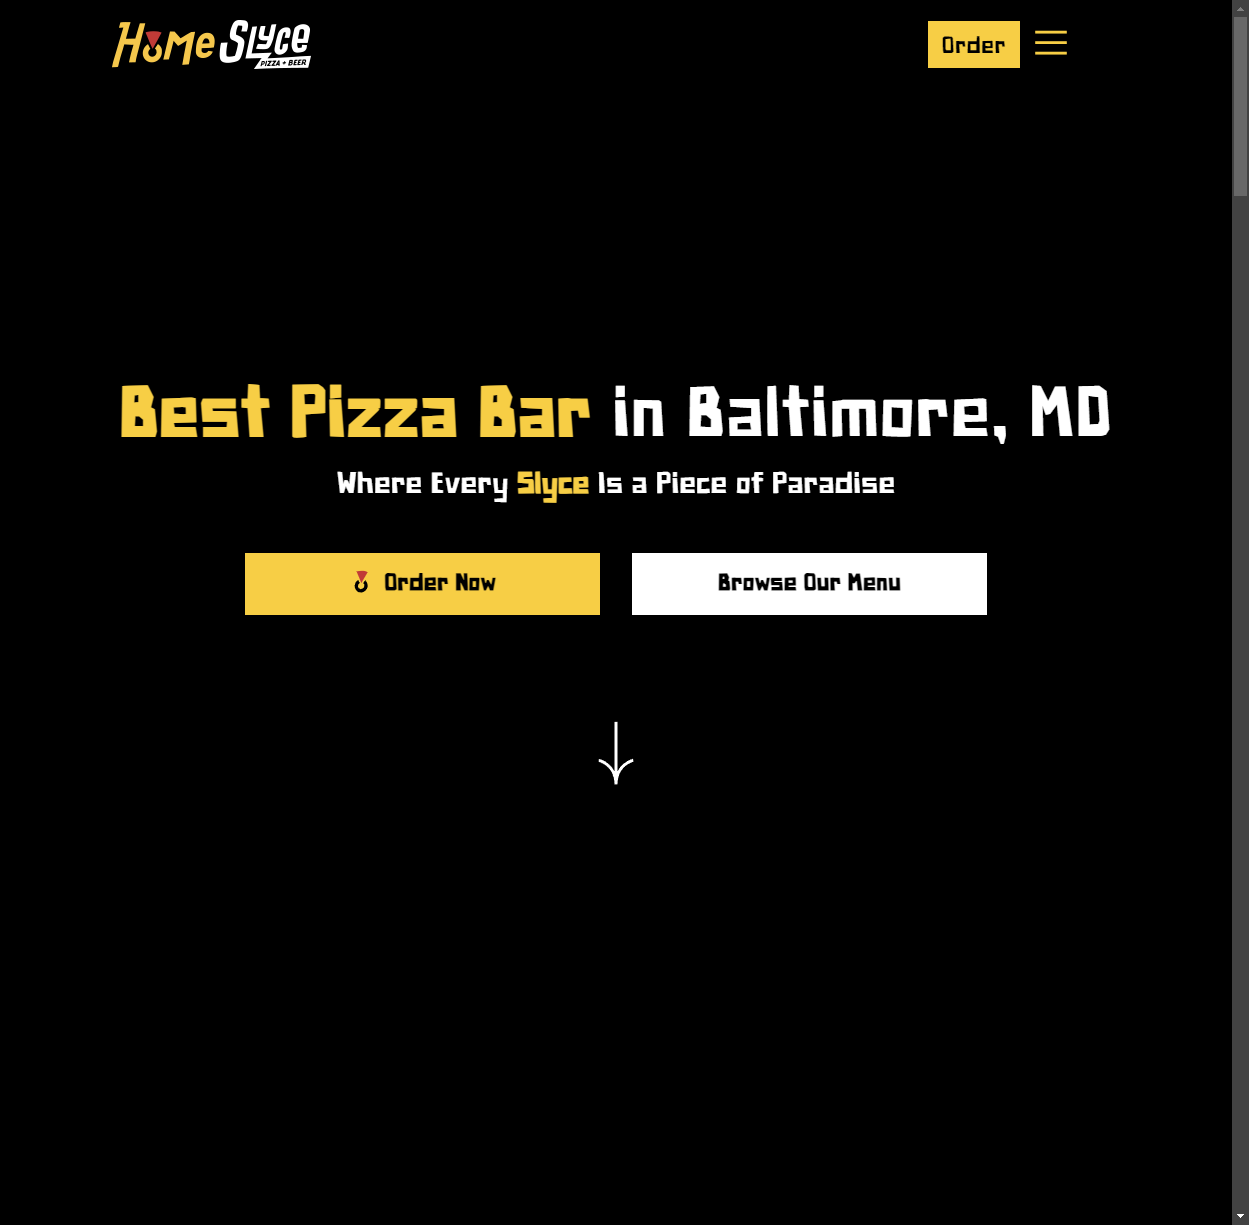 Home Slyce
PIZZA + BEER
Order
Best Pizza Bar in Baltimore, MD
Where Every Slyce Is a Piece of Paradise
Order Now
Browse Our Menu